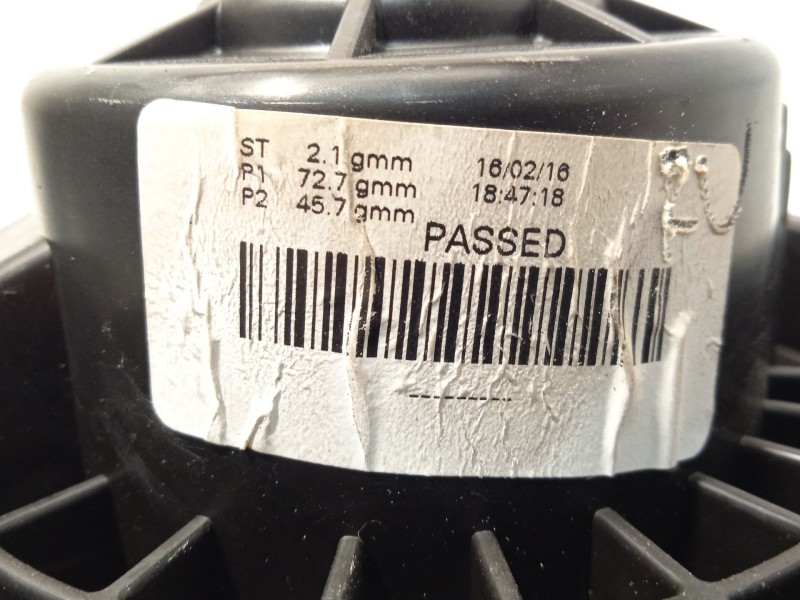 ST 2.1 gmm 16/02/16
P1 72.7 gmm 18:47:18
P2 45.7 gmm
PASSED
----------